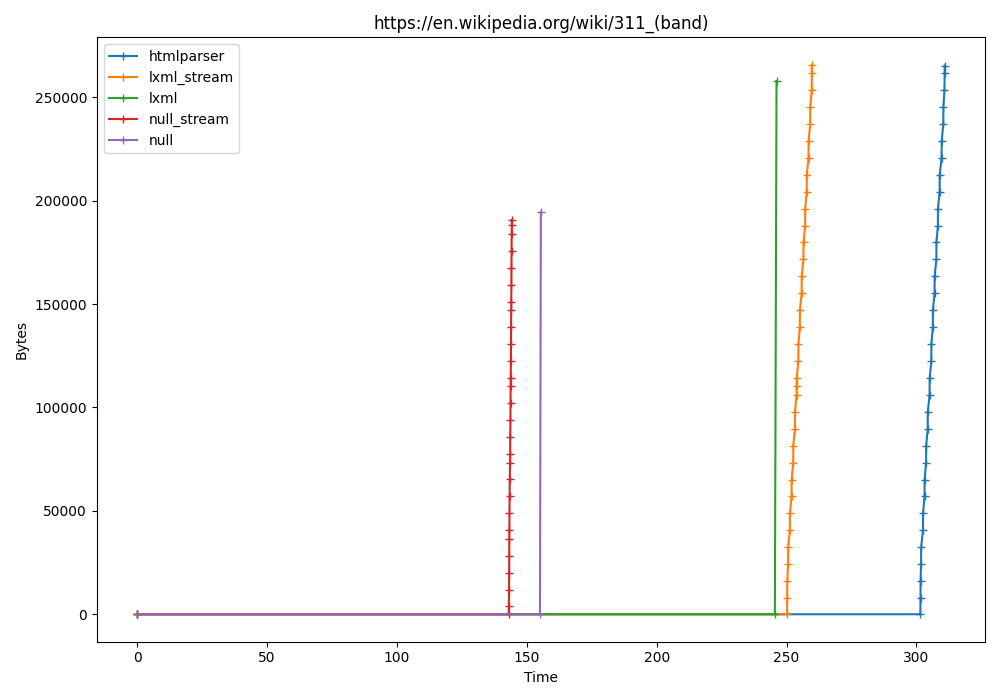 https://en.wikipedia.org/wiki/311_(band)
htmlparser
lxml_stream
lxml
null_stream
null
250000
200000
150000
100000
50000
0
Bytes
0 50 100 150 200 250 300
Time